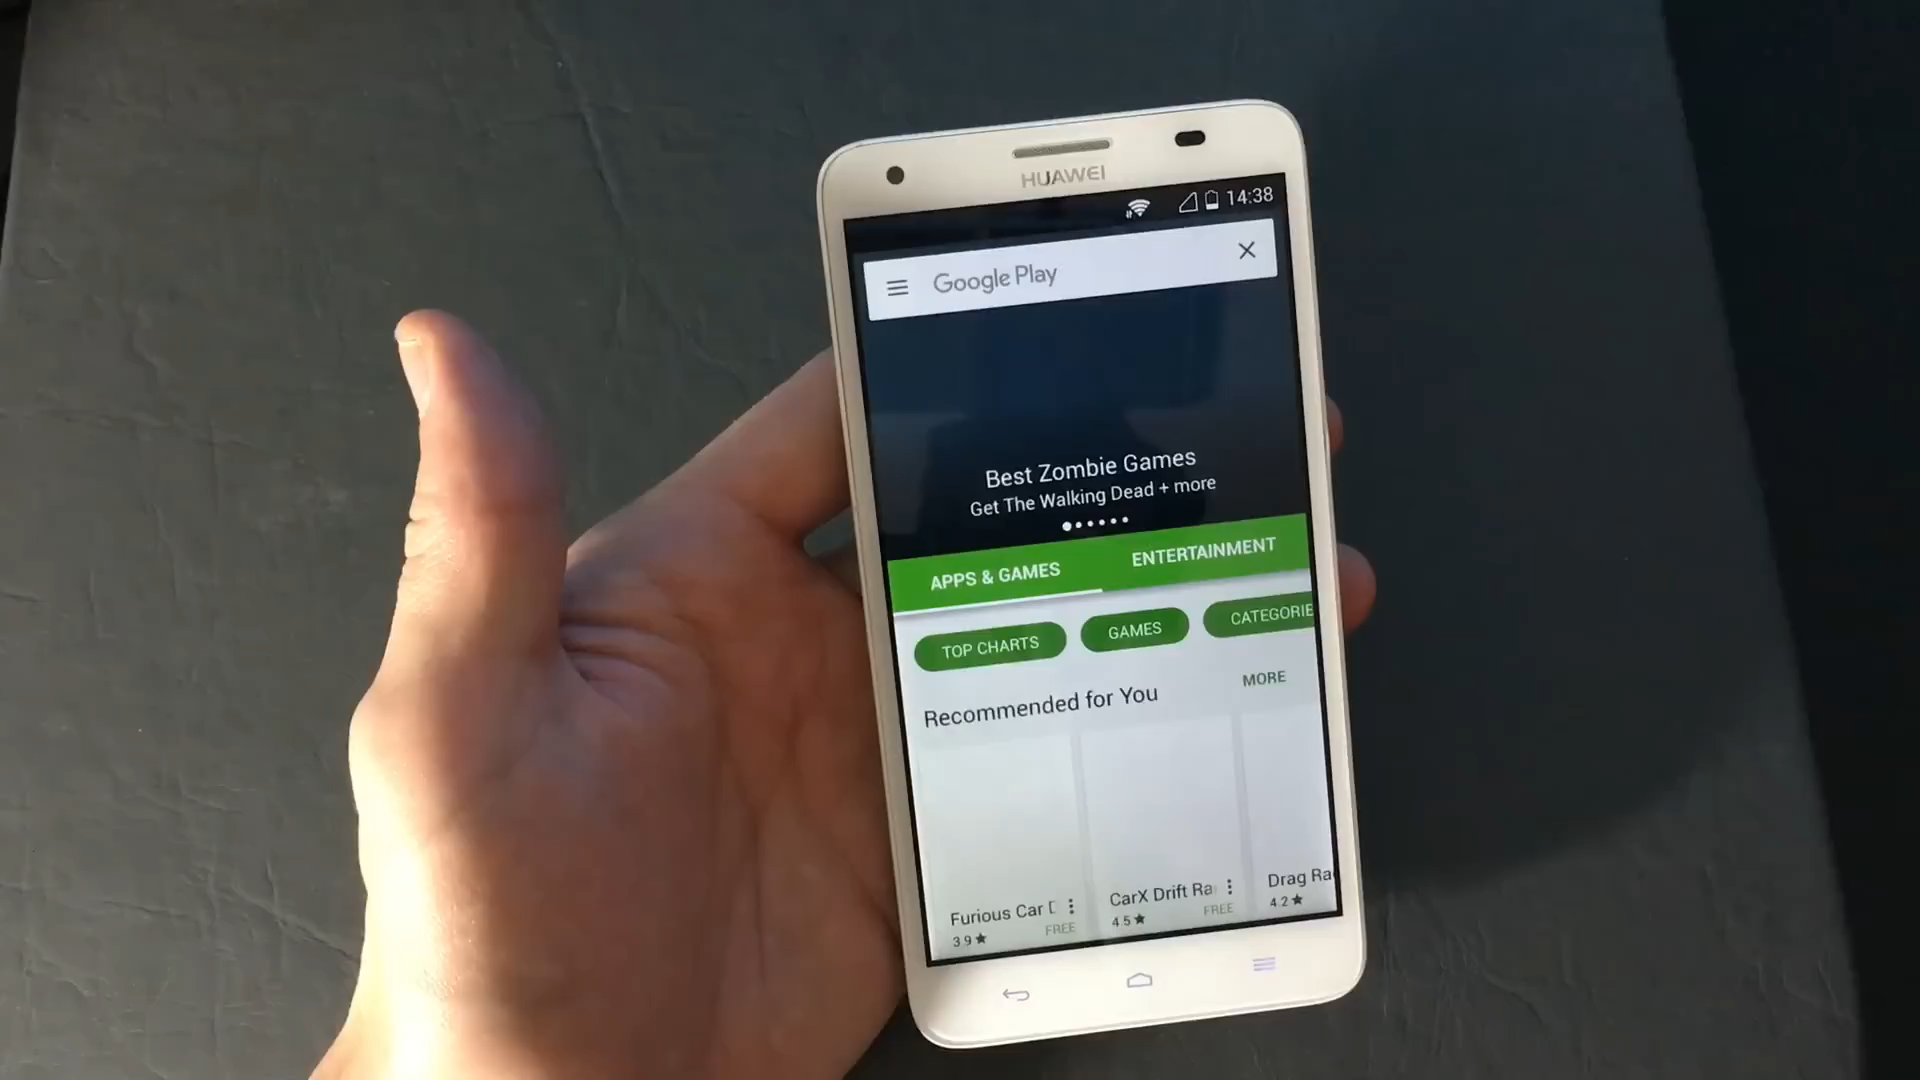 HUAWEI
14:38
Google Play
Best Zombie Games
Get The Walking Dead + more
APPS & GAMES
ENTERTAINMENT
TOP CHARTS
GAMES
CATEGORIE
Recommended for You
MORE
Furious Car
3.9★
FREE
CarX Drift Ra
4.5★
FREE
Drag Ra
4.2★